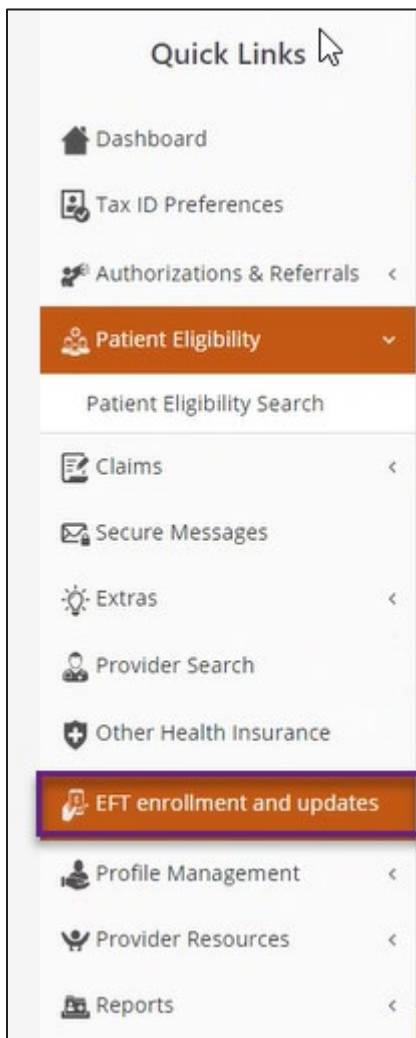 Quick Links
Dashboard
Tax ID Preferences
Authorizations & Referrals
Patient Eligibility
Patient Eligibility Search
Claims
Secure Messages
Extras
Provider Search
Other Health Insurance
EFT enrollment and updates
Profile Management
Provider Resources
Reports